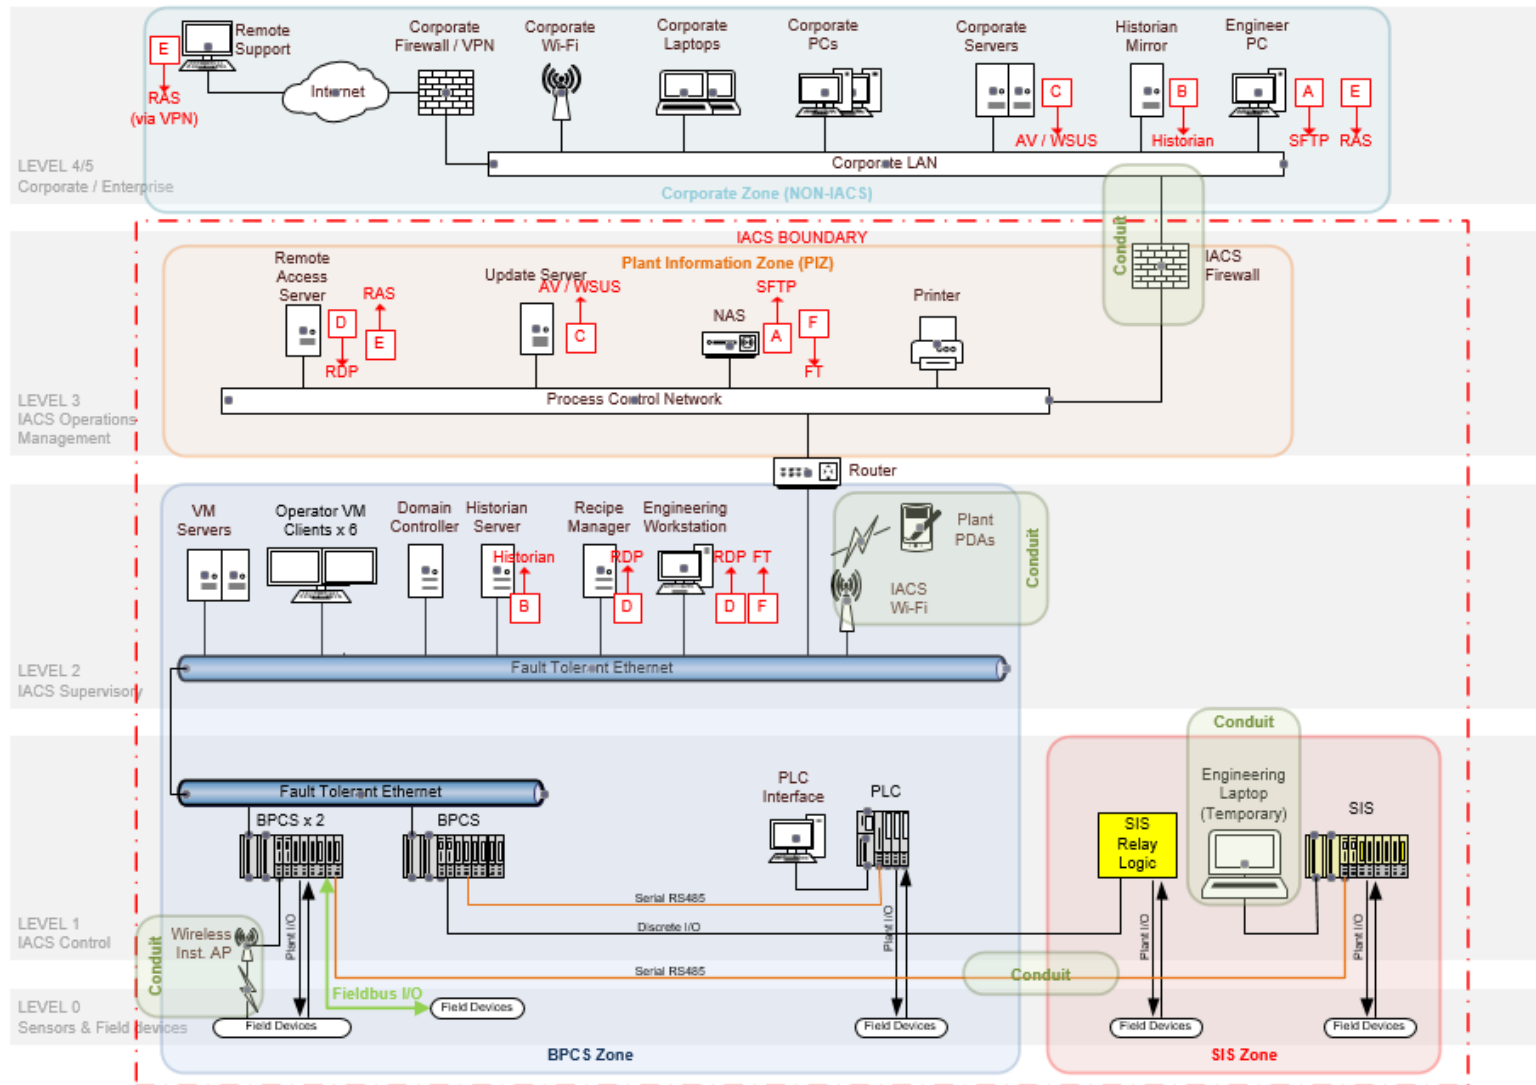 Remote
Support
E
RAS
(via VPN)
Internet
Corporate
Firewall / VPN
Corporate
Wi-Fi
Corporate
Laptops
Corporate
PCs
Corporate
Servers
C
AV / WSUS
Historian
Mirror
B
Historian
Engineer
PC
A
SFTP
E
RAS
Corporate LAN
LEVEL 4/5
Corporate / Enterprise
Corporate Zone (NON-IACS)
Conduit
IACS BOUNDARY
Plant Information Zone (PIZ)
IACS
Firewall
Remote
Access
Server
D
RDP
RAS
E
Update Server
AV / WSUS
C
NAS
SFTP
A
F
FT
Printer
Process Control Network
LEVEL 3
IACS Operations
Management
Router
VM
Servers
Operator VM
Clients x 6
Domain
Controller
Historian
Server
Historian
B
Recipe
Manager
RDP
D
Engineering
Workstation
RDP
D
FT
F
Plant
PDAs
IACS
Wi-Fi
Conduit
Fault Tolerant Ethernet
LEVEL 2
IACS Supervisory
Fault Tolerant Ethernet
BPCS x 2
BPCS
PLC
Interface
PLC
Conduit
Engineering
Laptop
(Temporary)
SIS
Relay
Logic
SIS
Serial RS485
Discrete I/O
Serial RS485
Plant I/O
Plant I/O
Plant I/O
Plant I/O
LEVEL 1
IACS Control
Wireless
Inst. AP
Conduit
Conduit
Fieldbus I/O
LEVEL 0
Sensors & Field devices
Field Devices
Field Devices
Field Devices
Field Devices
Field Devices
BPCS Zone
SIS Zone